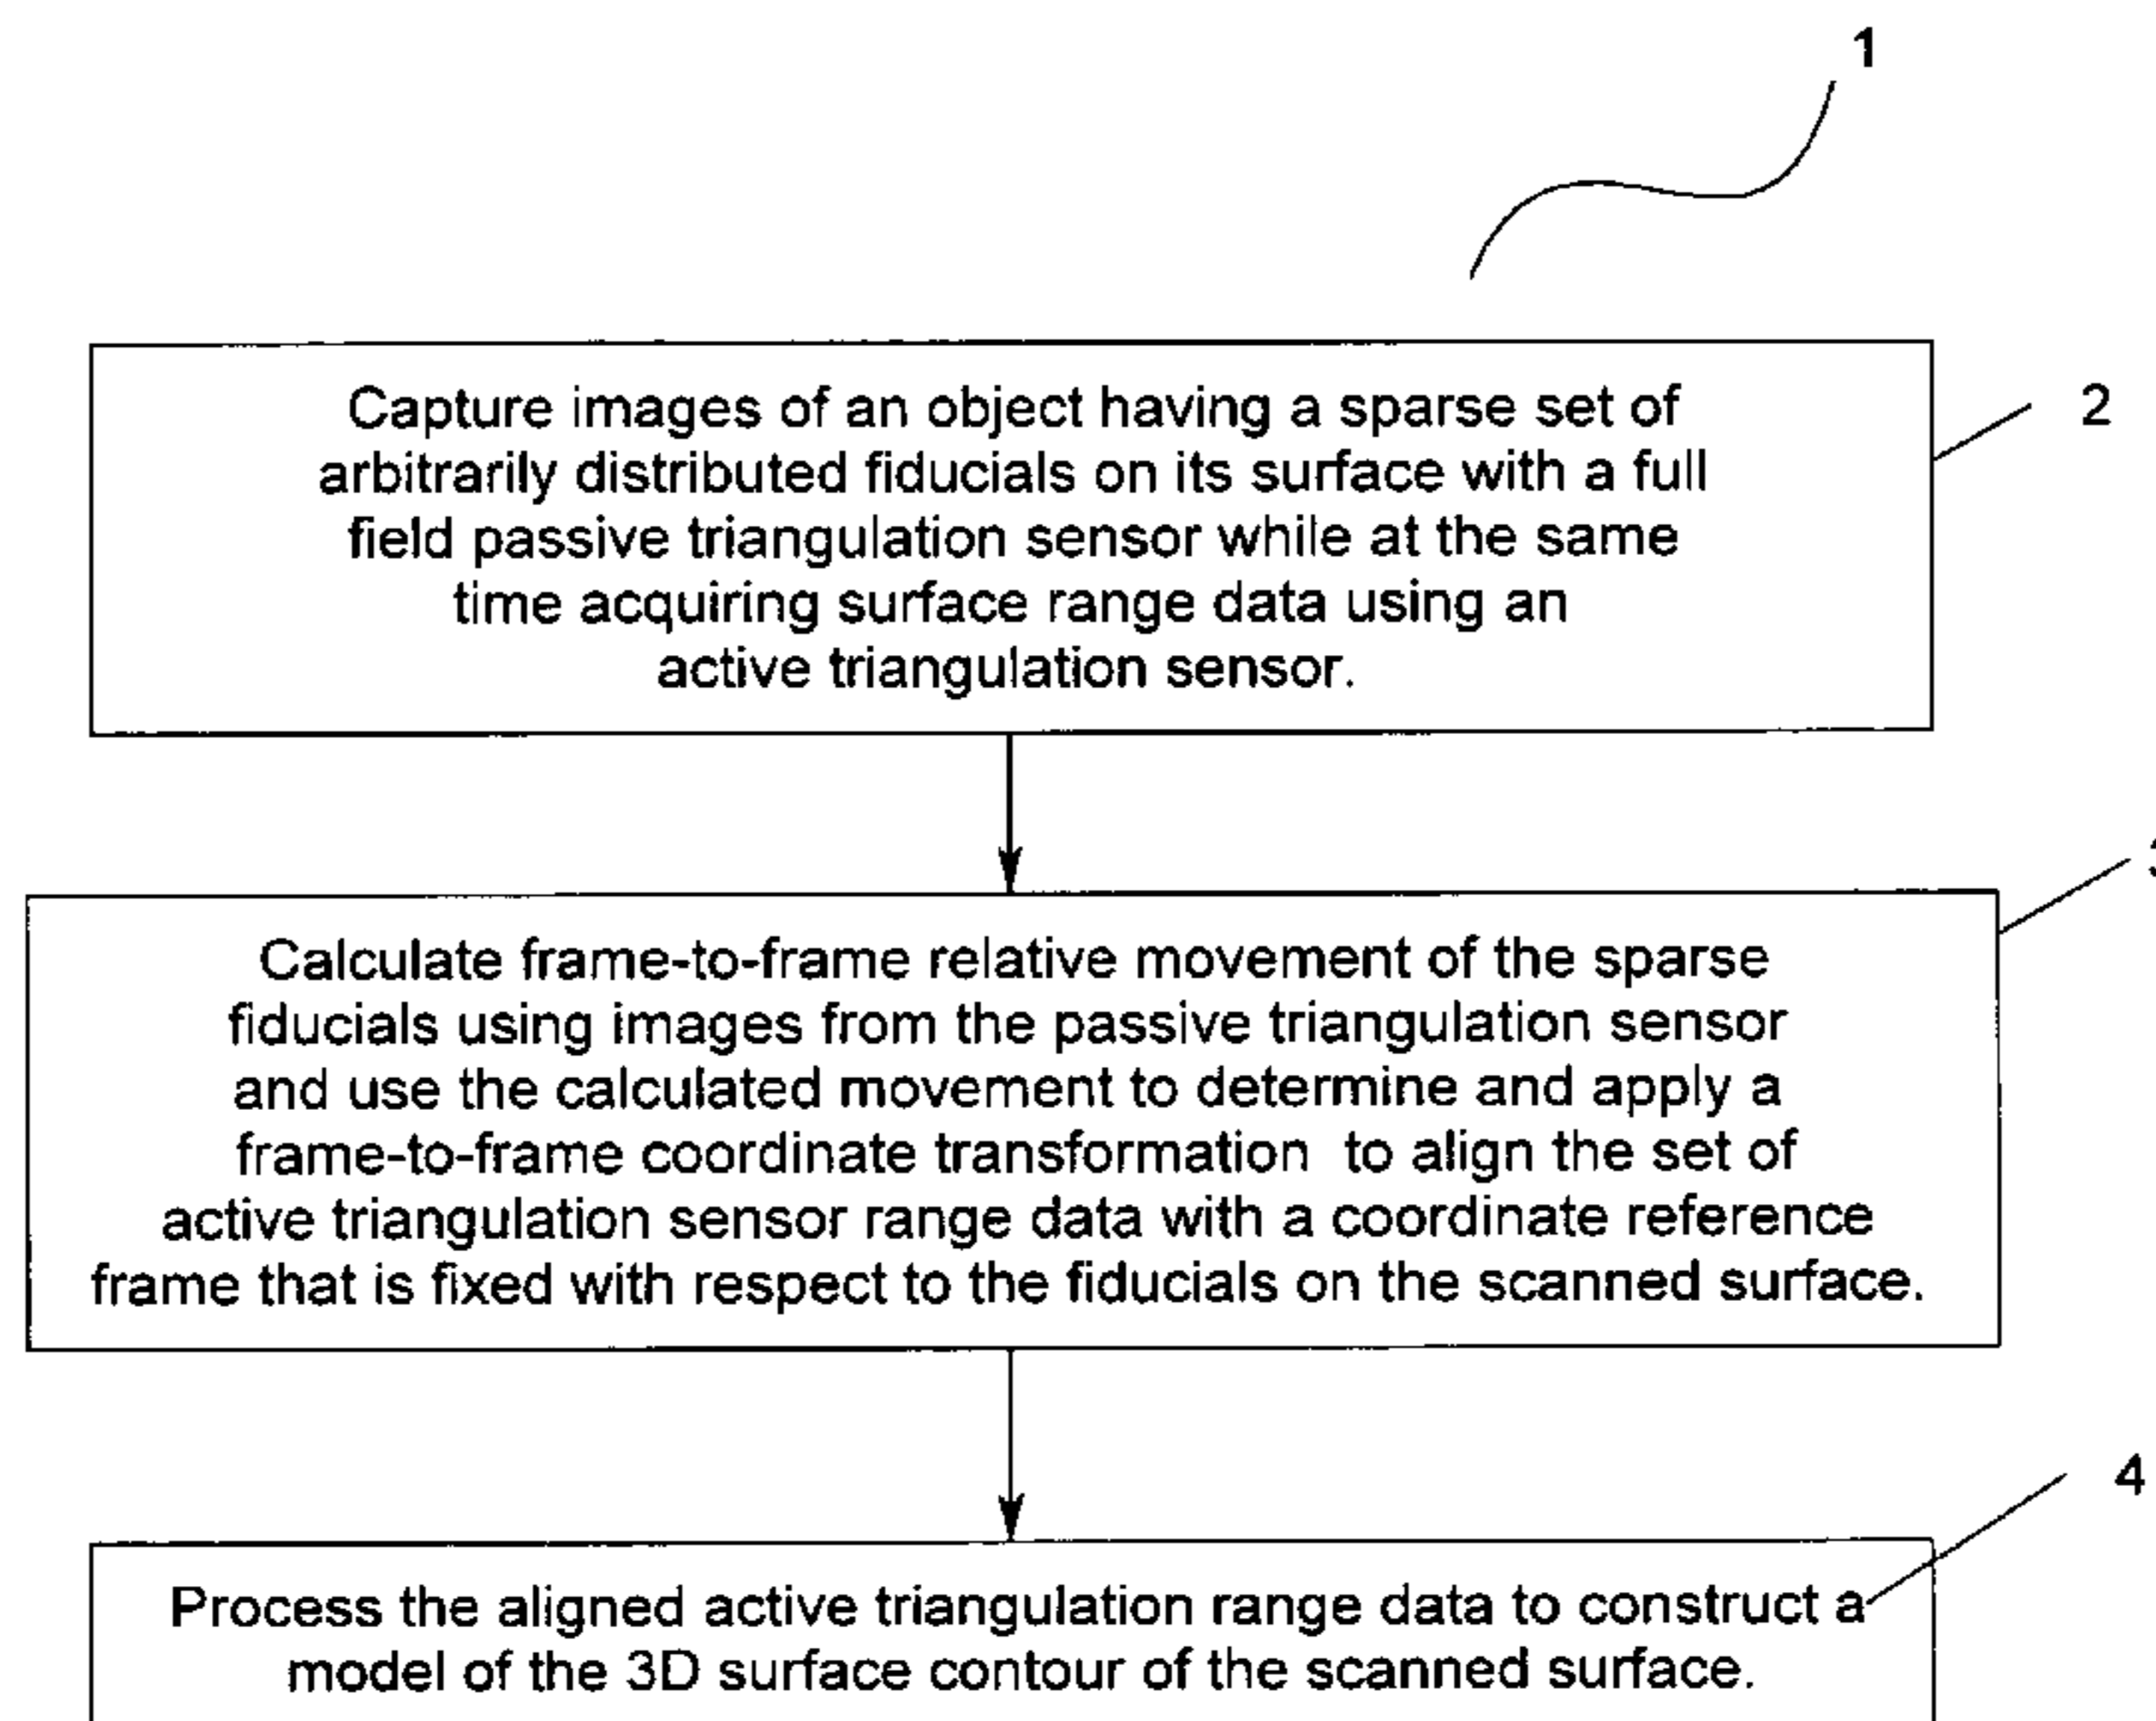 1
Capture images of an object having a sparse set of
arbitrarily distributed fiducials on its surface with a full
field passive triangulation sensor while at the same
time acquiring surface range data using an
active triangulation sensor.
2
Calculate frame-to-frame relative movement of the sparse
fiducials using images from the passive triangulation sensor
and use the calculated movement to determine and apply a
frame-to-frame coordinate transformation to align the set of
active triangulation sensor range data with a coordinate reference
frame that is fixed with respect to the fiducials on the scanned surface.
4
Process the aligned active triangulation range data to construct a
model of the 3D surface contour of the scanned surface.